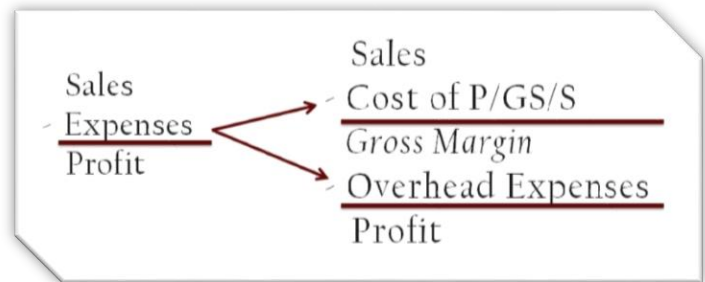 Sales
- Expenses
Profit
Sales
- Cost of P/GS/S
Gross Margin
- Overhead Expenses
Profit